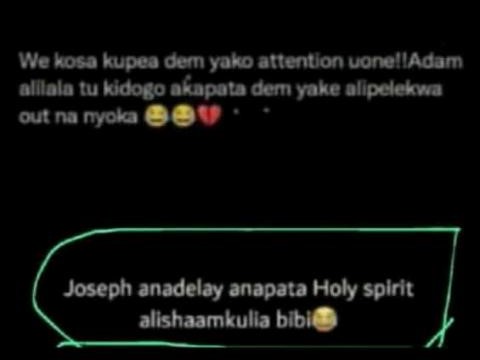 We kosa kupea dem yako attention uone!!Adam
alilala tu kidogo akapata dem yake alipelekwa
out na nyoka 😂😂💔
Joseph anadelay anapata Holy spirit
alishaamkulia bibi😂